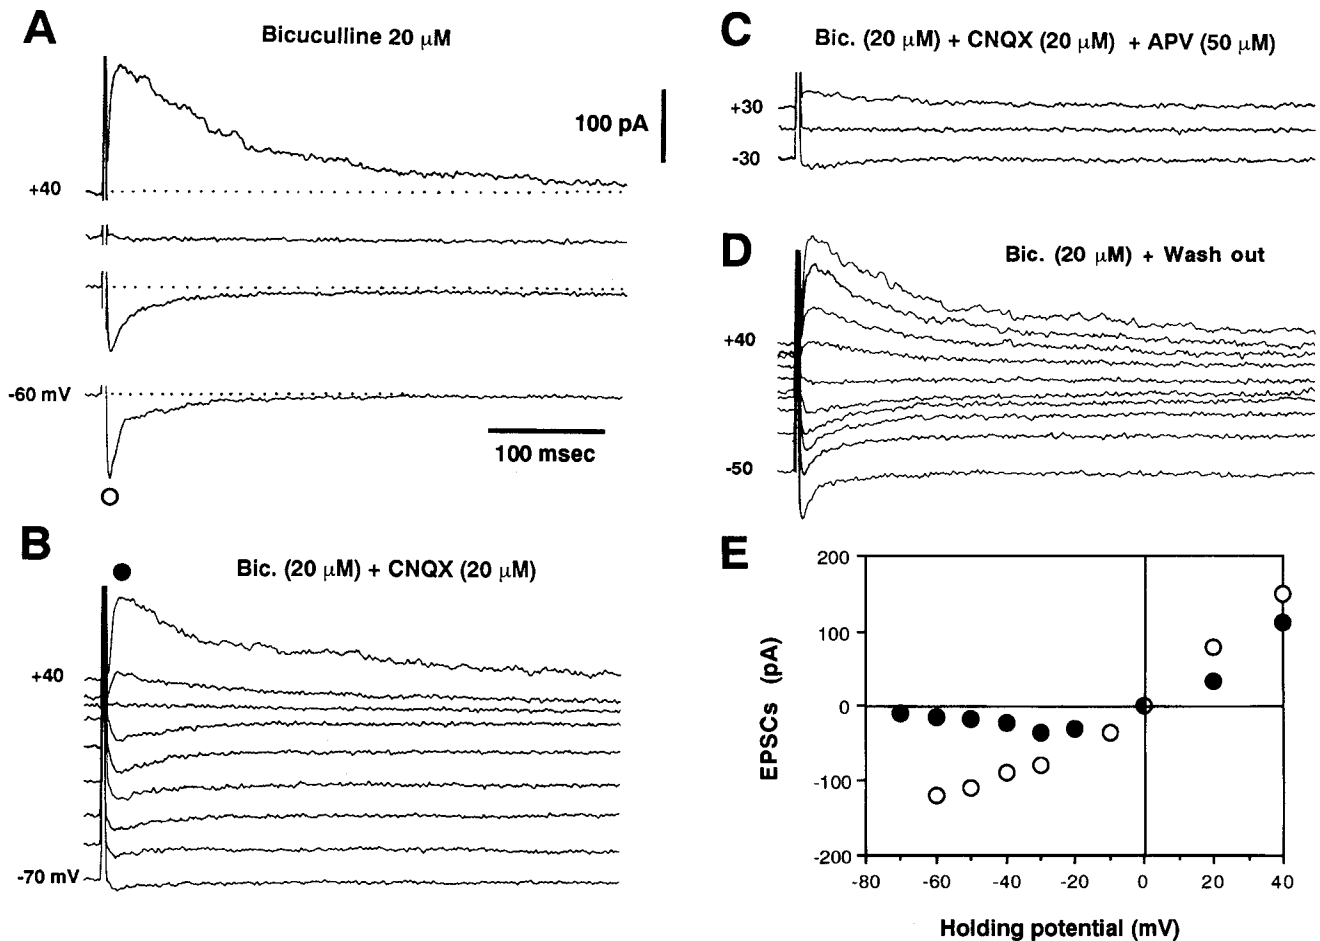 A
Bicuculline 20 μM
100 pA
+40
-60 mV
100 msec
B
Bic. (20 μM) + CNQX (20 μM)
+40
-70 mV
C
Bic. (20 μM) + CNQX (20 μM) + APV (50 μM)
+30
-30
D
Bic. (20 μM) + Wash out
+40
-50
E
EPSCs (pA)
200
100
0
-100
-200
-80 -60 -40 -20 0 20 40
Holding potential (mV)